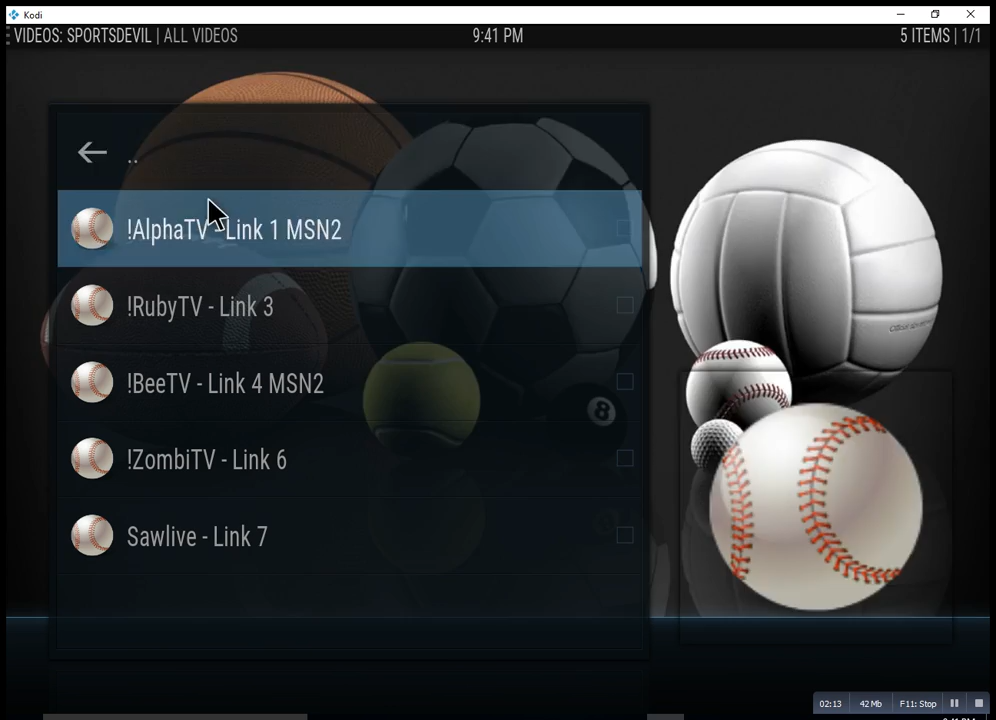 Kodi
VIDEOS: SPORTSDEVIL | ALL VIDEOS
9:41 PM
5 ITEMS | 1/1
..
!AlphaTV - Link 1 MSN2
!RubyTV - Link 3
!BeeTV - Link 4 MSN2
!ZombiTV - Link 6
Sawlive - Link 7
8
02:13
42 Mb
F11: Stop